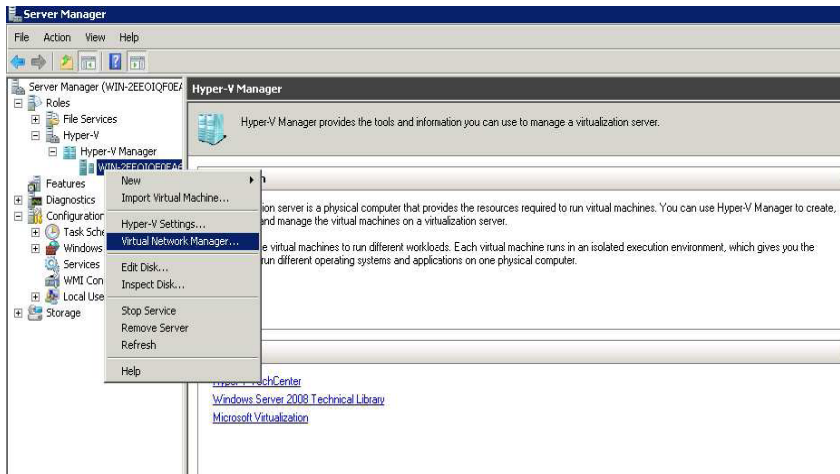 Server Manager
File Action View Help
Server Manager (WIN-2EEOIQF0E
Roles
File Services
Hyper-V
Hyper-V Manager
Features
Diagnostics
Configuration
Task Sche
Windows
Services
WMI Con
Local Use
Storage
New
Import Virtual Machine...
Hyper-V Settings...
Virtual Network Manager...
Edit Disk...
Inspect Disk...
Stop Service
Remove Server
Refresh
Help
Hyper-V Manager
Hyper-V Manager provides the tools and information you can use to manage a virtualization server.
ion server is a physical computer that provides the resources required to run virtual machines. You can use Hyper-V Manager to create,
and manage the virtual machines on a virtualization server.
e virtual machines to run different workloads. Each virtual machine runs in an isolated execution environment, which gives you the
run different operating systems and applications on one physical computer.
TechCenter
Windows Server 2008 Technical Library
Microsoft Virtualization